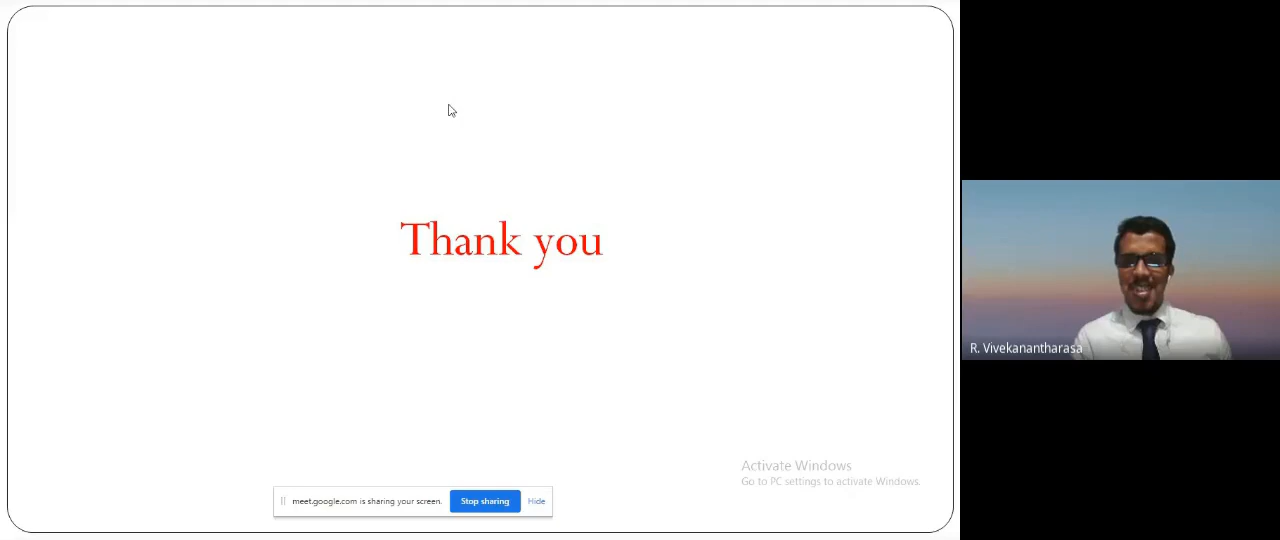 Thank you
R. Vivekanantharasa
Activate Windows
Go to PC settings to activate Windows.
meet.google.com is sharing your screen.
Stop sharing
Hide